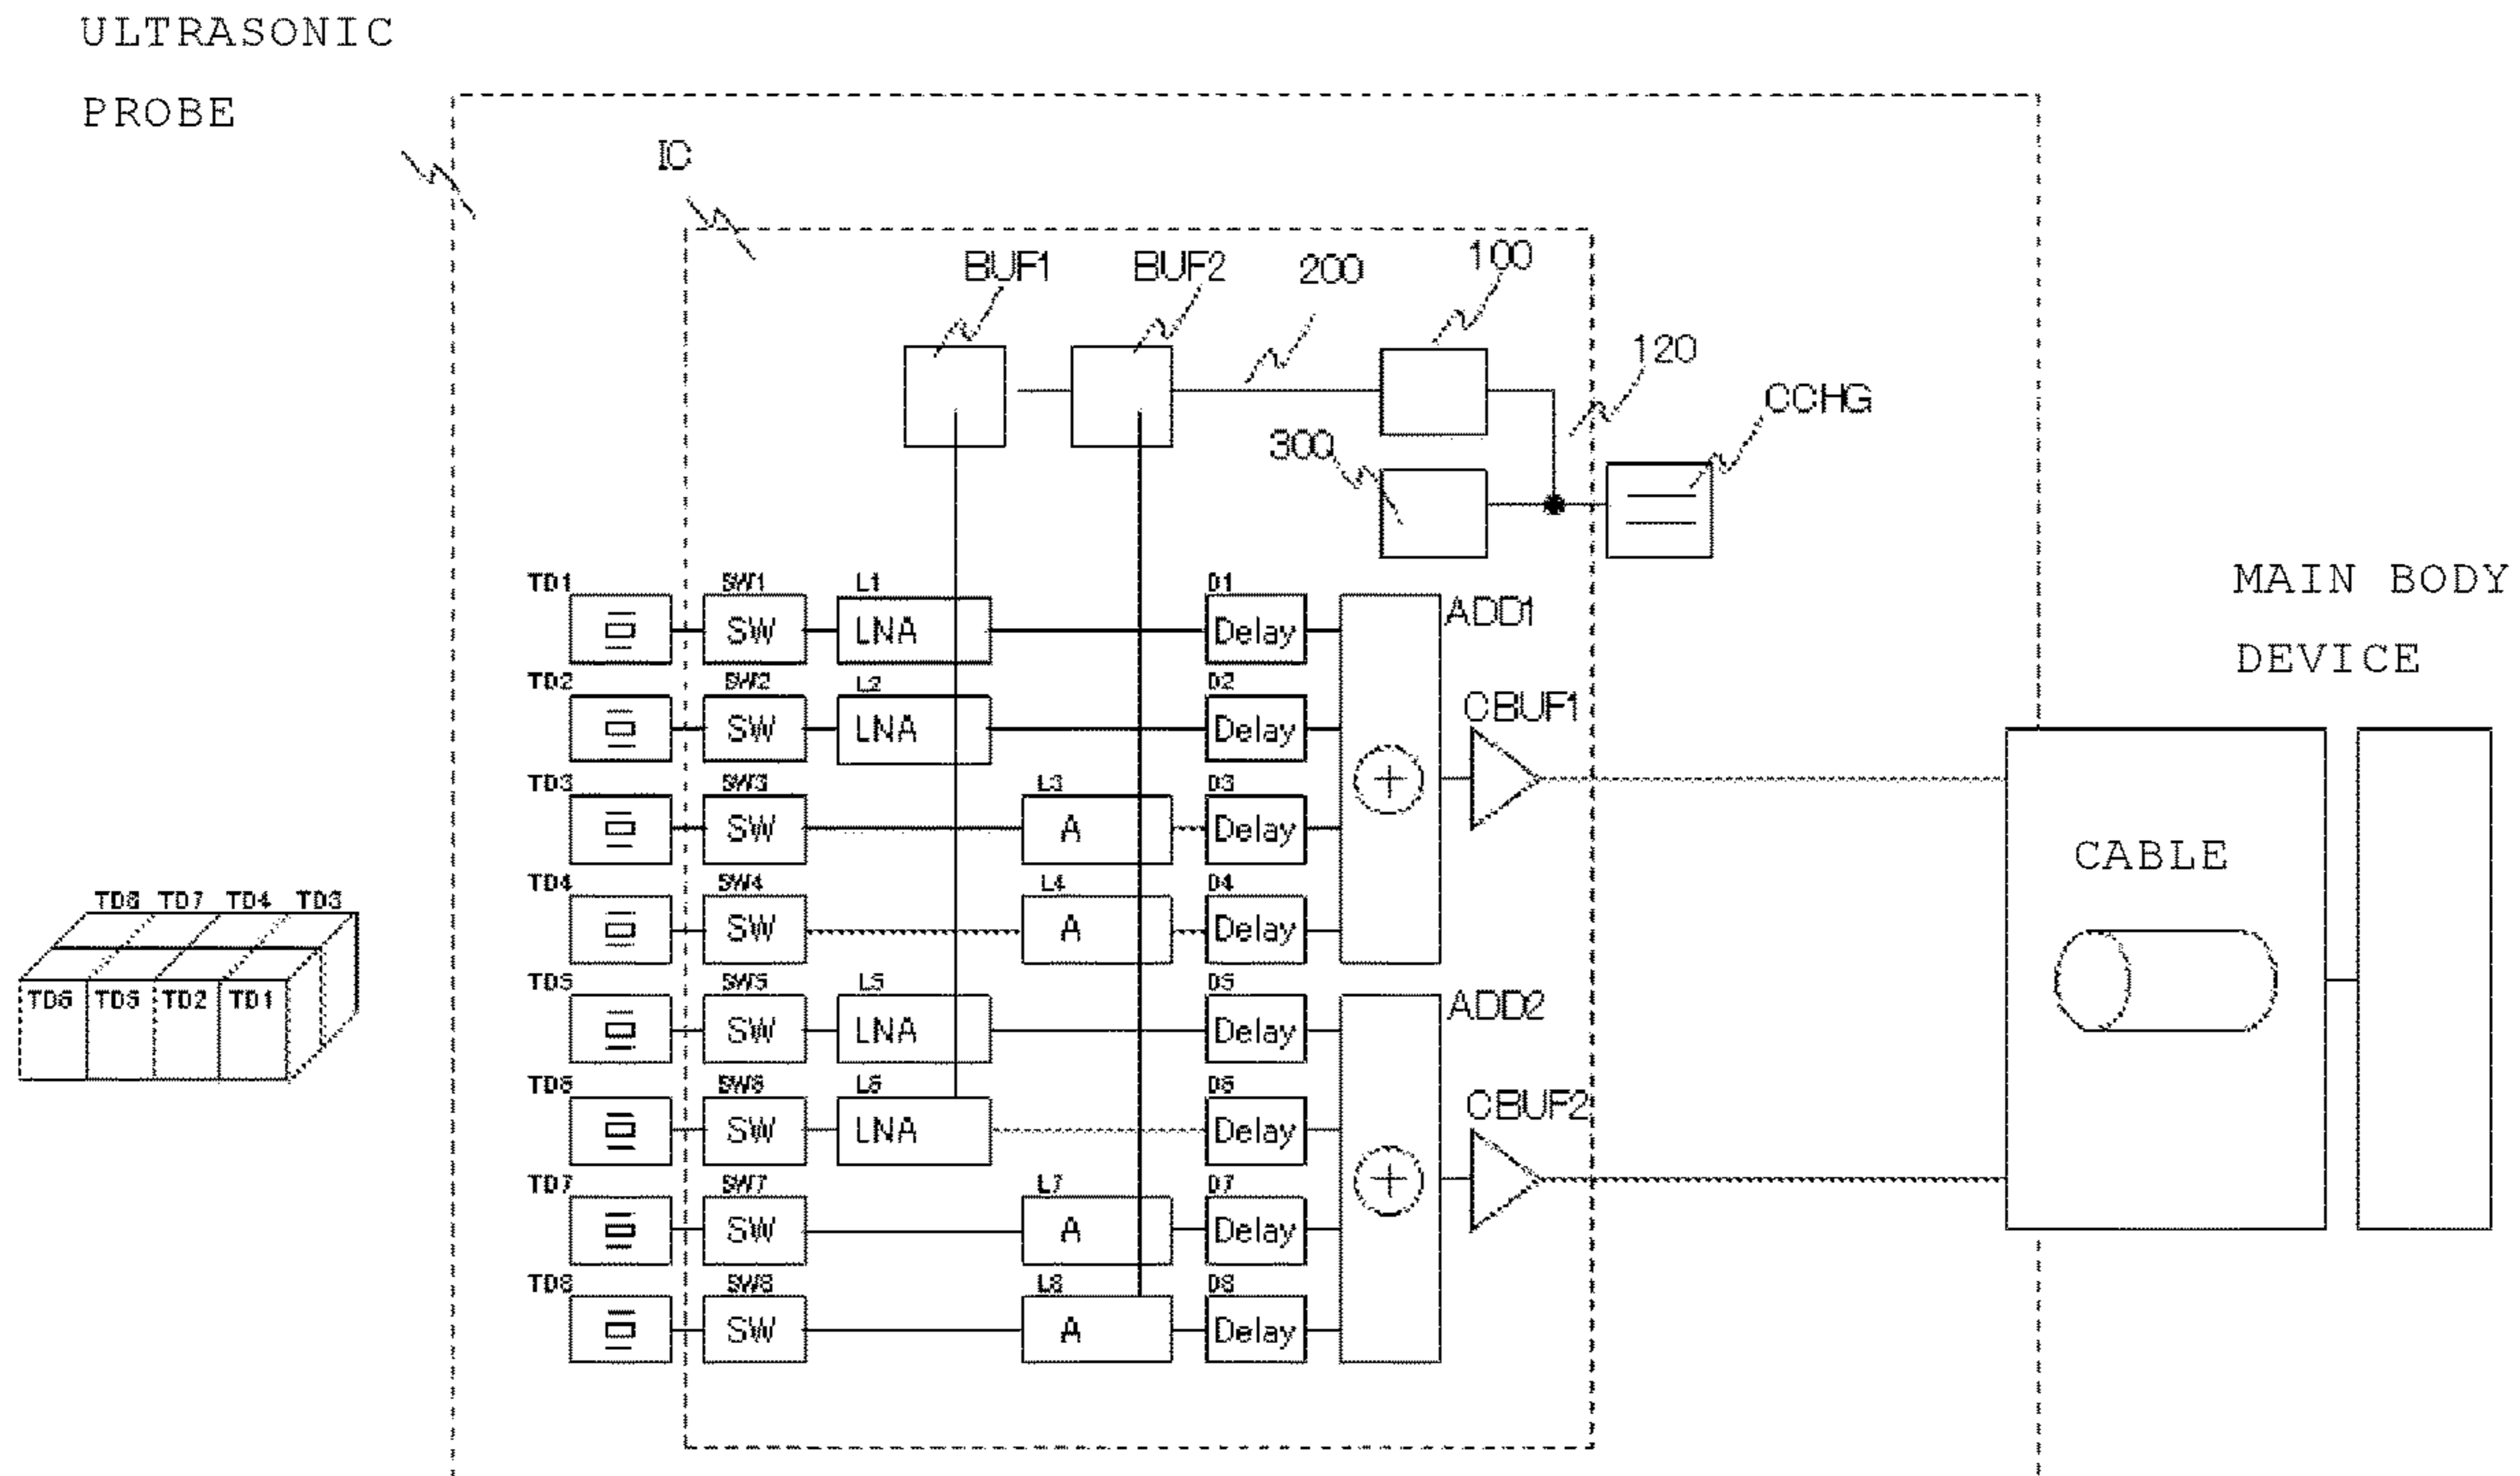 ULTRASONIC
PROBE
IC
BUF1
BUF2
200
100
120
CCHG
300
TD1
SW1
L1
D1
SW
LNA
Delay
ADD1
TD2
SW2
L2
D2
SW
LNA
Delay
CBUF1
TD3
SW3
L3
D3
SW
A
Delay
TD4
SW4
L4
D4
SW
A
Delay
TD5
SW5
L5
D5
SW
LNA
Delay
ADD2
TD6
SW6
L6
D6
SW
LNA
Delay
CBUF2
TD7
SW7
L7
D7
SW
A
Delay
TD8
SW8
L8
D8
SW
A
Delay
TD8 TD7 TD4 TD3
TD6 TD5 TD2 TD1
MAIN BODY
DEVICE
CABLE